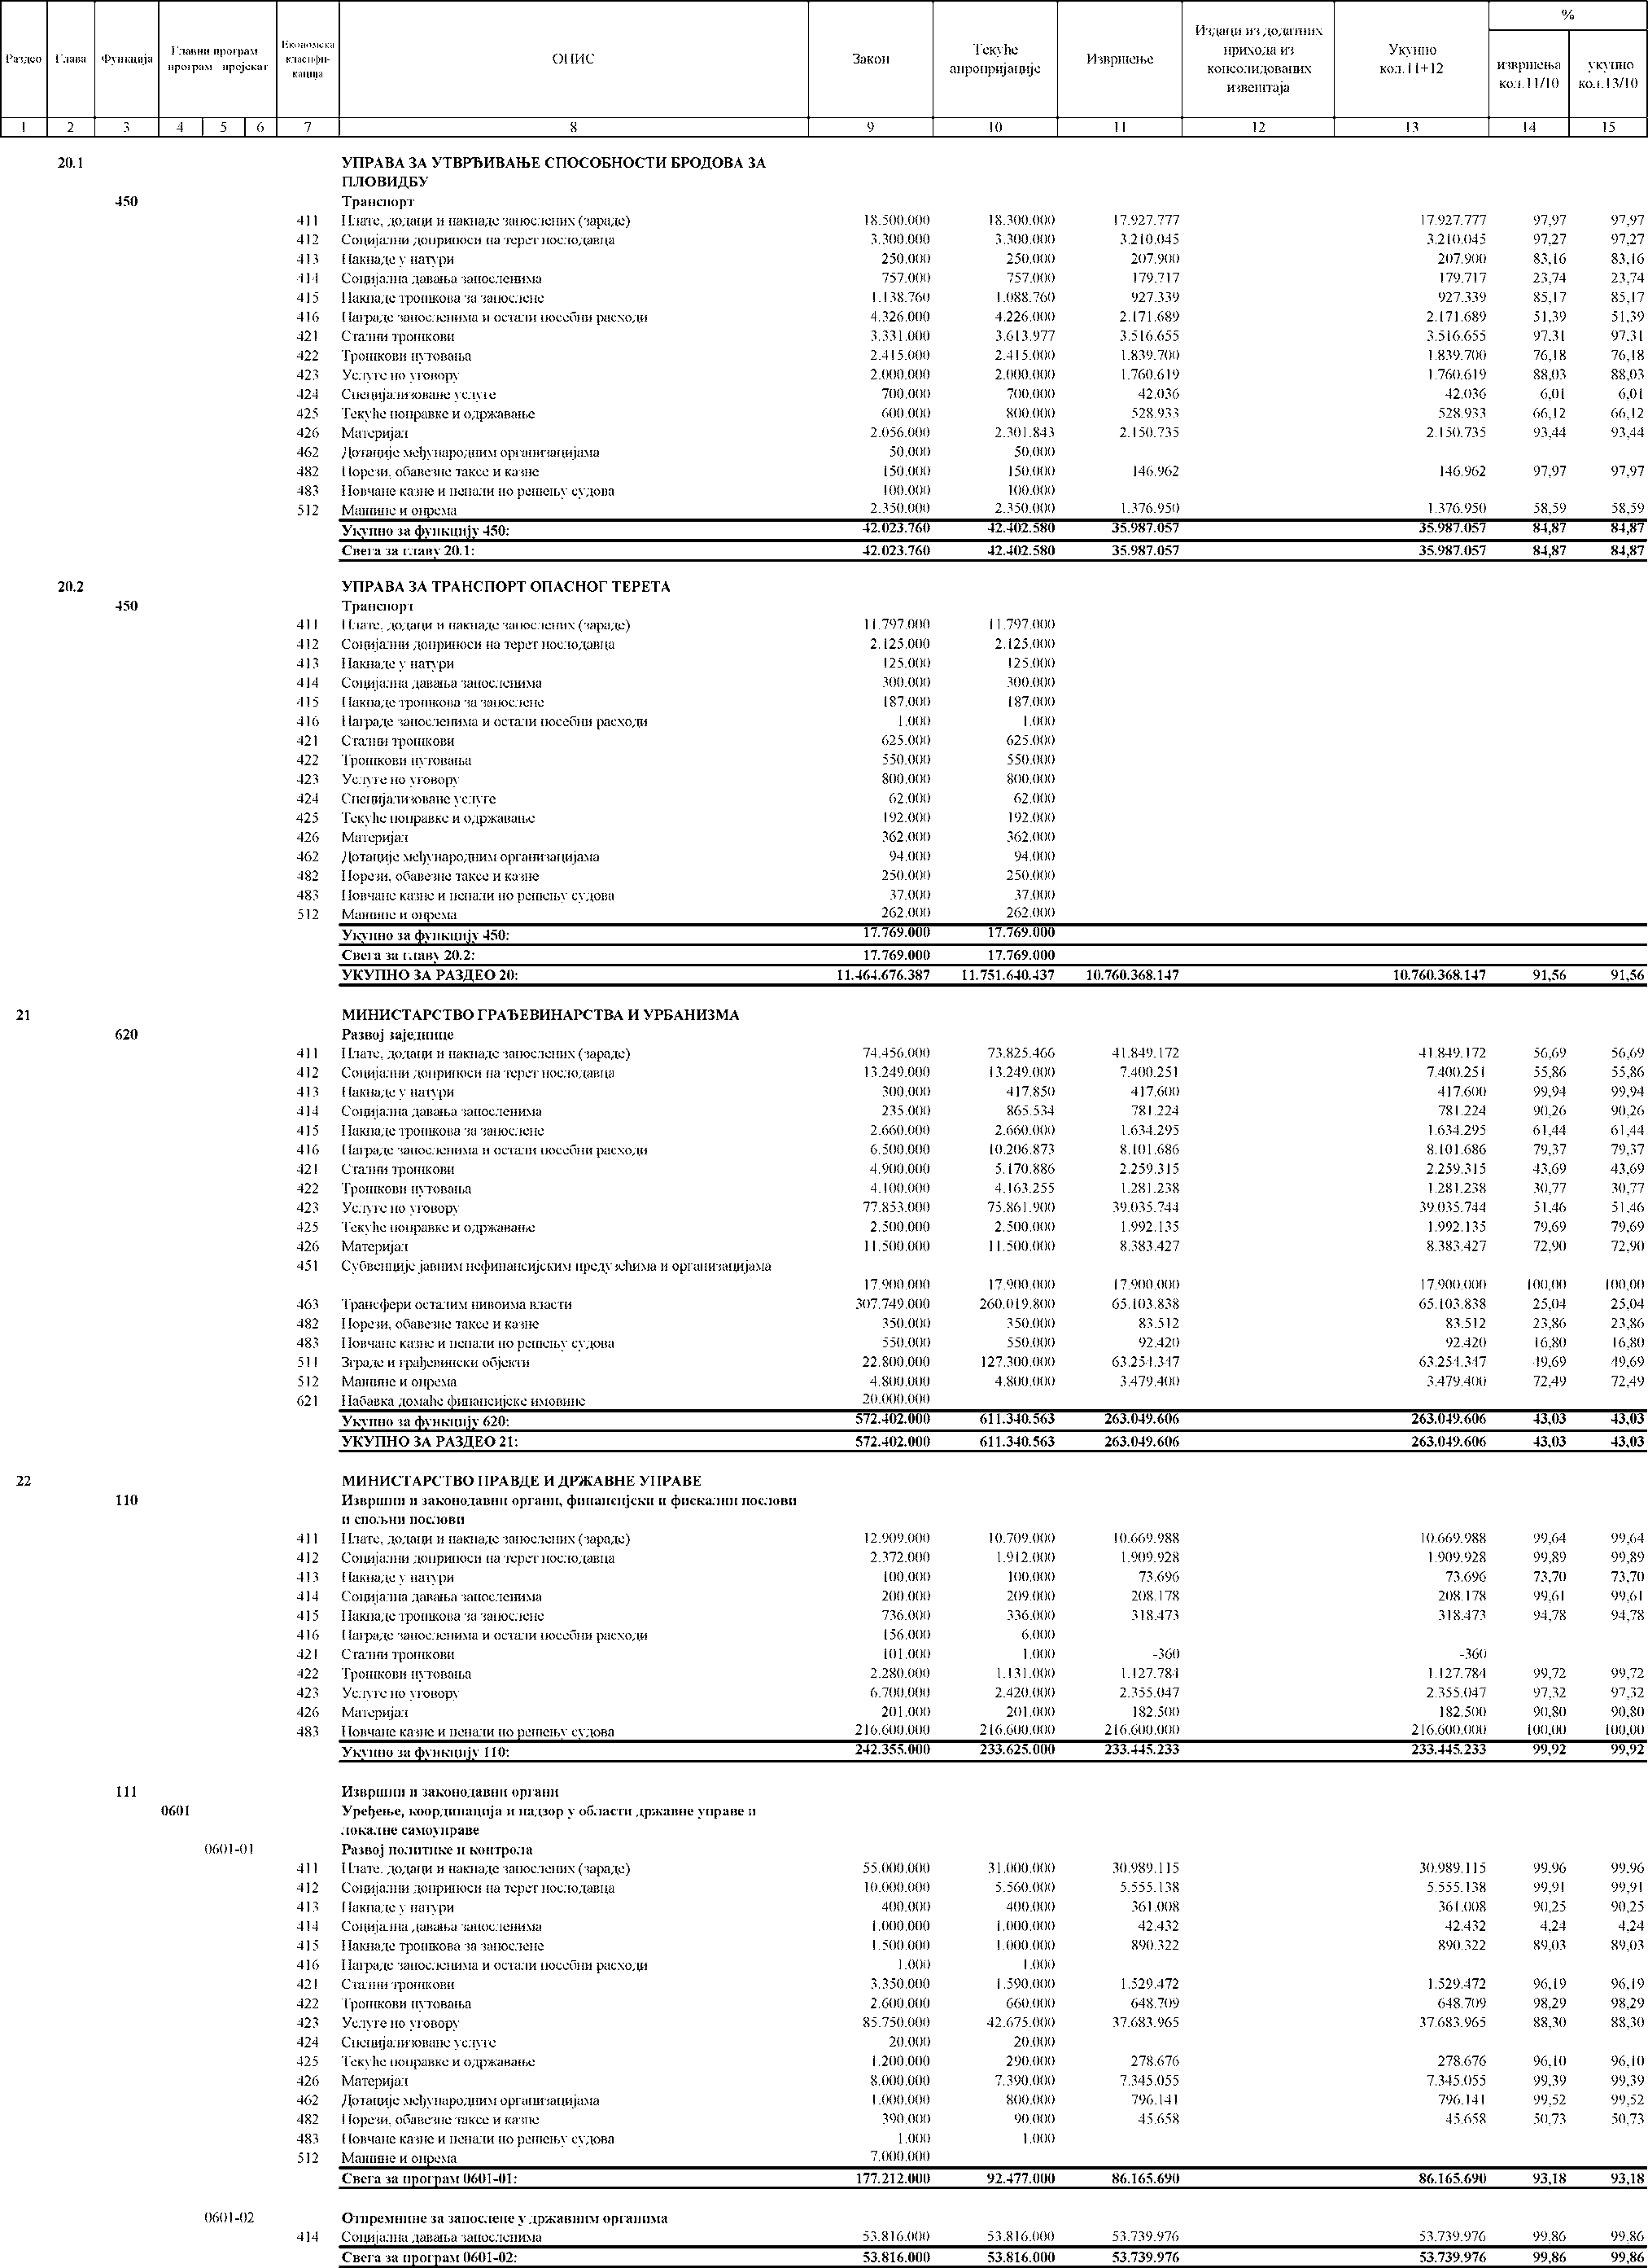 Раздео Глава Функција Главни програм програм пројекат Економска класифи-кација ОПИС Закон Текуће апропријације Извршење Издаци из додатних прихода из консолидованих извештаја Укупно кол.11+12 %
извршења кол.11/10 укупно кол.13/10
1 2 3 4 5 6 7 8 9 10 11 12 13 14 15
20.1 УПРАВА ЗА УТВРЂИВАЊЕ СПОСОБНОСТИ БРОДОВА ЗА
ПЛОВИДБУ
450 Транспорт
411 Плате, додаци и накнаде запослених (зараде) 18.500.000 18.300.000 17.927.777 17.927.777 97,97 97,97
412 Социјални доприноси на терет послодавца 3.300.000 3.300.000 3.210.045 3.210.045 97,27 97,27
413 Накнаде у натури 250.000 250.000 207.900 207.900 83,16 83,16
414 Социјална давања запосленима 757.000 757.000 179.717 179.717 23,74 23,74
415 Накнаде трошкова за запослене 1.138.760 1.088.760 927.339 927.339 85,17 85,17
416 Награде запосленима и остали посебни расходи 4.326.000 4.226.000 2.171.689 2.171.689 51,39 51,39
421 Стални трошкови 3.331.000 3.613.977 3.516.655 3.516.655 97,31 97,31
422 Трошкови путовања 2.415.000 2.415.000 1.839.700 1.839.700 76,18 76,18
423 Услуге по уговору 2.000.000 2.000.000 1.760.619 1.760.619 88,03 88,03
424 Специјализоване услуге 700.000 700.000 42.036 42.036 6,01 6,01
425 Текуће поправке и одржавање 600.000 800.000 528.933 528.933 66,12 66,12
426 Материјал 2.056.000 2.301.843 2.150.735 2.150.735 93,44 93,44
462 Дотације међународним организацијама 50.000 50.000
482 Порези, обавезне таксе и казне 150.000 150.000 146.962 146.962 97,97 97,97
483 Новчане казне и пенали по решењу судова 100.000 100.000
512 Машине и опрема 2.350.000 2.350.000 1.376.950 1.376.950 58,59 58,59
Укупно за функцију 450: 42.023.760 42.402.580 35.987.057 35.987.057 84,87 84,87
Свега за главу 20.1: 42.023.760 42.402.580 35.987.057 35.987.057 84,87 84,87
20.2 УПРАВА ЗА ТРАНСПОРТ ОПАСНОГ ТЕРЕТА
450 Транспорт
411 Плате, додаци и накнаде запослених (зараде) 11.797.000 11.797.000
412 Социјални доприноси на терет послодавца 2.125.000 2.125.000
413 Накнаде у натури 125.000 125.000
414 Социјална давања запосленима 300.000 300.000
415 Накнаде трошкова за запослене 187.000 187.000
416 Награде запосленима и остали посебни расходи 1.000 1.000
421 Стални трошкови 625.000 625.000
422 Трошкови путовања 550.000 550.000
423 Услуге по уговору 800.000 800.000
424 Специјализоване услуге 62.000 62.000
425 Текуће поправке и одржавање 192.000 192.000
426 Материјал 362.000 362.000
462 Дотације међународним организацијама 94.000 94.000
482 Порези, обавезне таксе и казне 250.000 250.000
483 Новчане казне и пенали по решењу судова 37.000 37.000
512 Машине и опрема 262.000 262.000
Укупно за функцију 450: 17.769.000 17.769.000
Свега за главу 20.2: 17.769.000 17.769.000
УКУПНО ЗА РАЗДЕО 20: 11.464.676.387 11.751.640.437 10.760.368.147 10.760.368.147 91,56 91,56
21 МИНИСТАРСТВО ГРАЂЕВИНАРСТВА И УРБАНИЗМА
620 Развој заједнице
411 Плате, додаци и накнаде запослених (зараде) 74.456.000 73.825.466 41.849.172 41.849.172 56,69 56,69
412 Социјални доприноси на терет послодавца 13.249.000 13.249.000 7.400.251 7.400.251 55,86 55,86
413 Накнаде у натури 300.000 417.850 417.600 417.600 99,94 99,94
414 Социјална давања запосленима 235.000 865.534 781.224 781.224 90,26 90,26
415 Накнаде трошкова за запослене 2.660.000 2.660.000 1.634.295 1.634.295 61,44 61,44
416 Награде запосленима и остали посебни расходи 6.500.000 10.206.873 8.101.686 8.101.686 79,37 79,37
421 Стални трошкови 4.900.000 5.170.886 2.259.315 2.259.315 43,69 43,69
422 Трошкови путовања 4.100.000 4.163.255 1.281.238 1.281.238 30,77 30,77
423 Услуге по уговору 77.853.000 75.861.900 39.035.744 39.035.744 51,46 51,46
425 Текуће поправке и одржавање 2.500.000 2.500.000 1.992.135 1.992.135 79,69 79,69
426 Материјал 11.500.000 11.500.000 8.383.427 8.383.427 72,90 72,90
451 Субвенције јавним нефинансијским предузећима и организацијама
17.900.000 17.900.000 17.900.000 17.900.000 100,00 100,00
463 Трансфери осталим нивоима власти 307.749.000 260.019.800 65.103.838 65.103.838 25,04 25,04
482 Порези, обавезне таксе и казне 350.000 350.000 83.512 83.512 23,86 23,86
483 Новчане казне и пенали по решењу судова 550.000 550.000 92.420 92.420 16,80 16,80
511 Зграде и грађевински објекти 22.800.000 127.300.000 63.254.347 63.254.347 49,69 49,69
512 Машине и опрема 4.800.000 4.800.000 3.479.400 3.479.400 72,49 72,49
621 Набавка домаће финансијске имовине 20.000.000
Укупно за функцију 620: 572.402.000 611.340.563 263.049.606 263.049.606 43,03 43,03
УКУПНО ЗА РАЗДЕО 21: 572.402.000 611.340.563 263.049.606 263.049.606 43,03 43,03
22 МИНИСТАРСТВО ПРАВДЕ И ДРЖАВНЕ УПРАВЕ
110 Извршни и законодавни органи, финансијски и фискални послови
и спољни послови
411 Плате, додаци и накнаде запослених (зараде) 12.909.000 10.709.000 10.669.988 10.669.988 99,64 99,64
412 Социјални доприноси на терет послодавца 2.372.000 1.912.000 1.909.928 1.909.928 99,89 99,89
413 Накнаде у натури 100.000 100.000 73.696 73.696 73,70 73,70
414 Социјална давања запосленима 200.000 209.000 208.178 208.178 99,61 99,61
415 Накнаде трошкова за запослене 736.000 336.000 318.473 318.473 94,78 94,78
416 Награде запосленима и остали посебни расходи 156.000 6.000
421 Стални трошкови 101.000 1.000 -360 -360
422 Трошкови путовања 2.280.000 1.131.000 1.127.784 1.127.784 99,72 99,72
423 Услуге по уговору 6.700.000 2.420.000 2.355.047 2.355.047 97,32 97,32
426 Материјал 201.000 201.000 182.500 182.500 90,80 90,80
483 Новчане казне и пенали по решењу судова 216.600.000 216.600.000 216.600.000 216.600.000 100,00 100,00
Укупно за функцију 110: 242.355.000 233.625.000 233.445.233 233.445.233 99,92 99,92
111 Извршни и законодавни органи
0601 Уређење, координација и надзор у области државне управе и
локалне самоуправе
0601-01 Развој политике и контрола
411 Плате, додаци и накнаде запослених (зараде) 55.000.000 31.000.000 30.989.115 30.989.115 99,96 99,96
412 Социјални доприноси на терет послодавца 10.000.000 5.560.000 5.555.138 5.555.138 99,91 99,91
413 Накнаде у натури 400.000 400.000 361.008 361.008 90,25 90,25
414 Социјална давања запосленима 1.000.000 1.000.000 42.432 42.432 4,24 4,24
415 Накнаде трошкова за запослене 1.500.000 1.000.000 890.322 890.322 89,03 89,03
416 Награде запосленима и остали посебни расходи 1.000 1.000
421 Стални трошкови 3.350.000 1.590.000 1.529.472 1.529.472 96,19 96,19
422 Трошкови путовања 2.600.000 660.000 648.709 648.709 98,29 98,29
423 Услуге по уговору 85.750.000 42.675.000 37.683.965 37.683.965 88,30 88,30
424 Специјализоване услуге 20.000 20.000
425 Текуће поправке и одржавање 1.200.000 290.000 278.676 278.676 96,10 96,10
426 Материјал 8.000.000 7.390.000 7.345.055 7.345.055 99,39 99,39
462 Дотације међународним организацијама 1.000.000 800.000 796.141 796.141 99,52 99,52
482 Порези, обавезне таксе и казне 390.000 90.000 45.658 45.658 50,73 50,73
483 Новчане казне и пенали по решењу судова 1.000 1.000
512 Машине и опрема 7.000.000
Свега за програм 0601-01: 177.212.000 92.477.000 86.165.690 86.165.690 93,18 93,18
0601-02 Отпремнине за запослене у државним органима
414 Социјална давања запосленима 53.816.000 53.816.000 53.739.976 53.739.976 99,86 99,86
Свега за програм 0601-02: 53.816.000 53.816.000 53.739.976 53.739.976 99,86 99,86